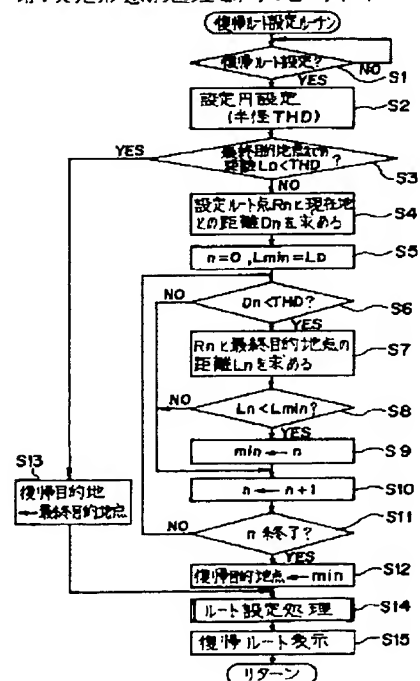 復帰ルート設定ルーチン
復帰ルート設定?
NO
S1
YES
設定円設定
(半径THD)
S2
YES
最終目的地点までの
距離LD<THD?
S3
NO
設定ルート点Rnと現在地
との距離Dnを求める
S4
n=0,Lmin=LD
S5
NO
Dn<THD?
S6
YES
Rnと最終目的地点の
距離Lnを求める
S7
NO
Ln<Lmin?
S8
YES
min←n
S9
S13
復帰目的地
←最終目的地点
n←n+1
S10
NO
n終了?
S11
YES
復帰目的地点←min
S12
ルート設定処理
S14
復帰ルート表示
S15
リターン